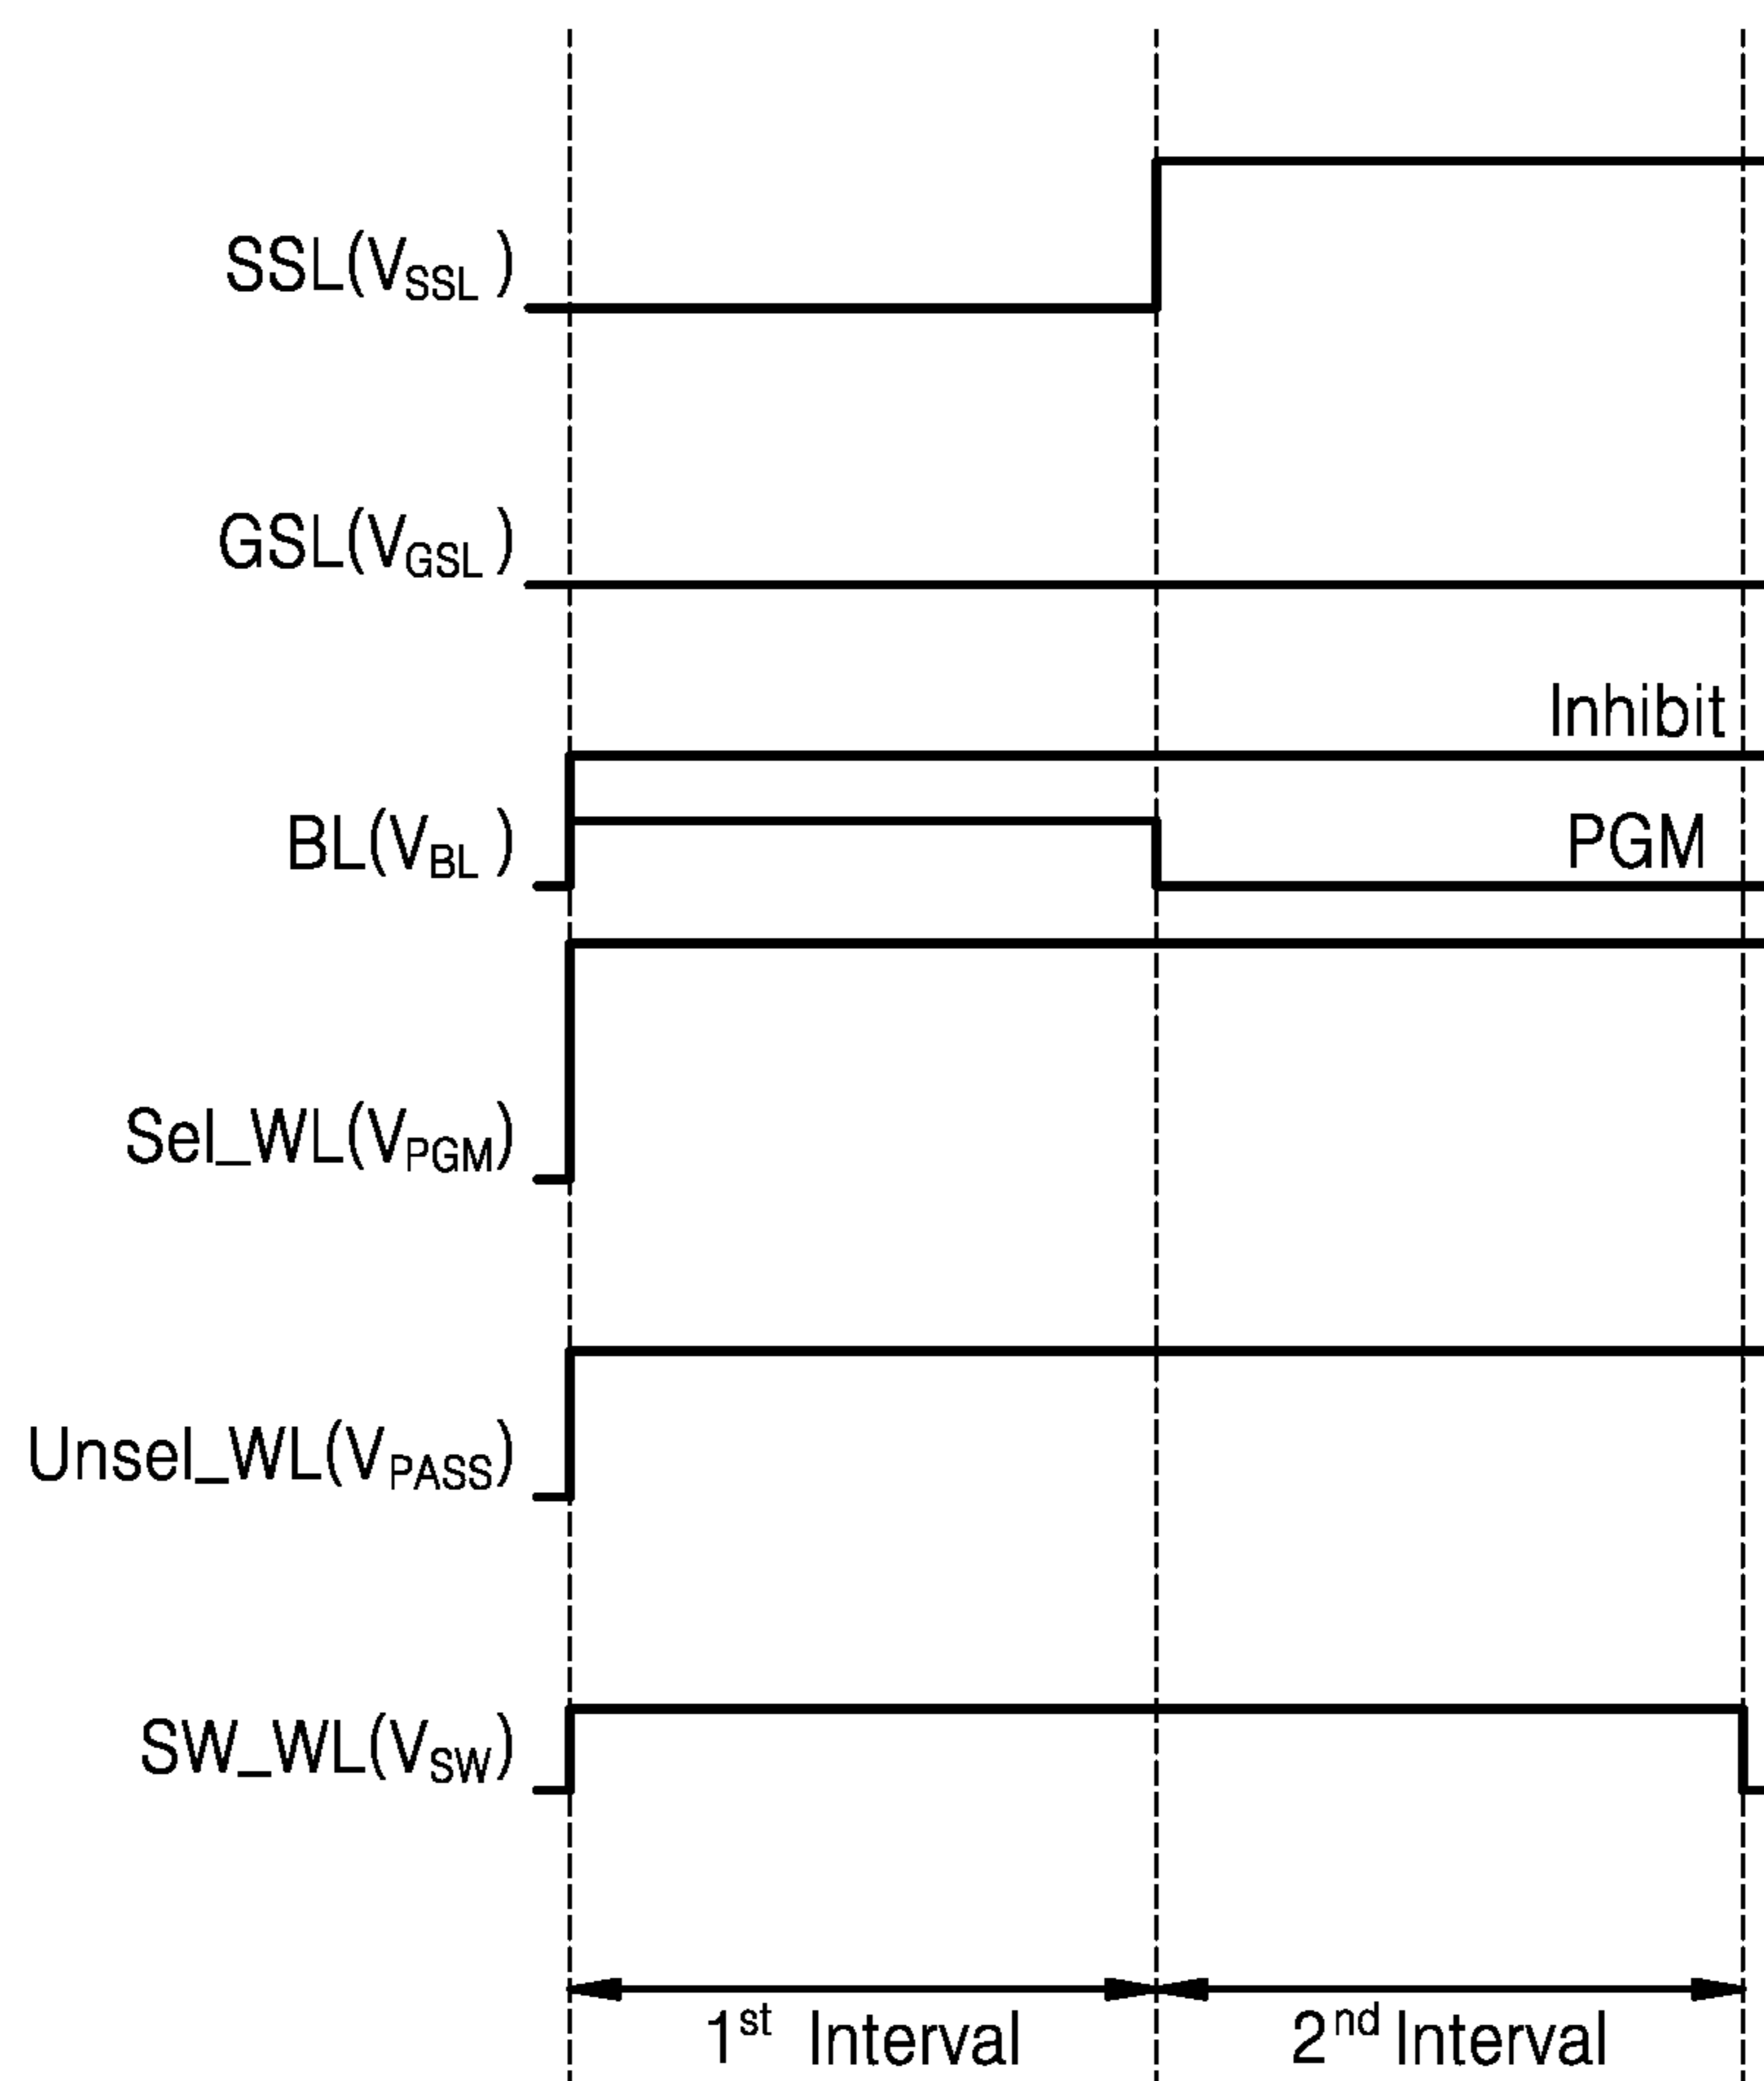 SSL(VSSL )
GSL(VGSL )
Inhibit
BL(VBL )
PGM
Sel_WL(VPGM)
Unsel_WL(VPASS)
SW_WL(VSW)
1st Interval
2nd Interval